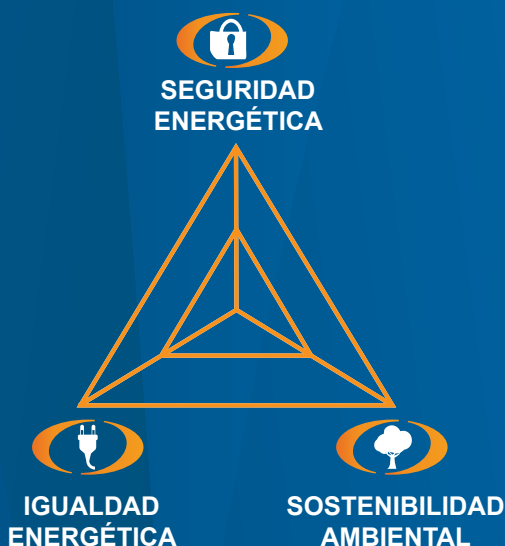 SEGURIDAD
ENERGÉTICA
IGUALDAD
ENERGÉTICA
SOSTENIBILIDAD
AMBIENTAL